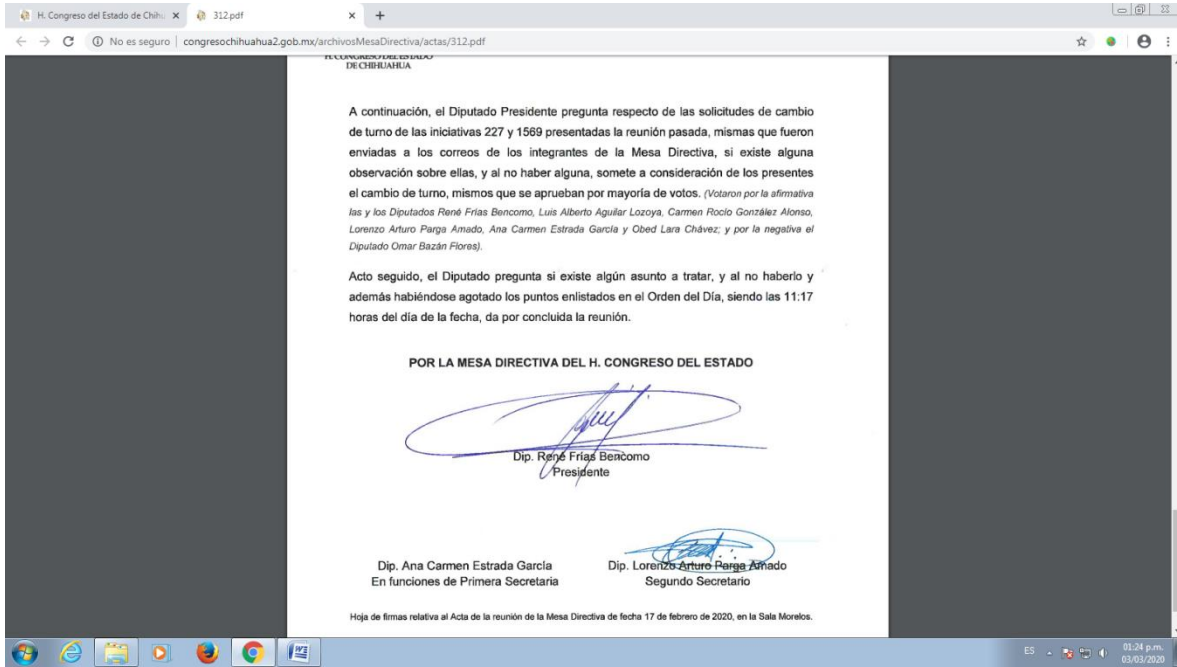 H. Congreso del Estado de Chihu
312.pdf
No es seguro | congresochihuahua2.gob.mx/archivosMesaDirectiva/actas/312.pdf
H. CONGRESO DEL ESTADO
DE CHIHUAHUA
A continuación, el Diputado Presidente pregunta respecto de las solicitudes de cambio
de turno de las iniciativas 227 y 1569 presentadas la reunión pasada, mismas que fueron
enviadas a los correos de los integrantes de la Mesa Directiva, si existe alguna
observación sobre ellas, y al no haber alguna, somete a consideración de los presentes
el cambio de turno, mismos que se aprueban por mayoría de votos. (Votaron por la afirmativa
las y los Diputados René Frías Bencomo, Luis Alberto Aguilar Lozoya, Carmen Rocío González Alonso,
Lorenzo Arturo Parga Amado, Ana Carmen Estrada García y Obed Lara Chávez; y por la negativa el
Diputado Omar Bazán Flores).
Acto seguido, el Diputado pregunta si existe algún asunto a tratar, y al no haberlo y
además habiéndose agotado los puntos enlistados en el Orden del Día, siendo las 11:17
horas del día de la fecha, da por concluida la reunión.
POR LA MESA DIRECTIVA DEL H. CONGRESO DEL ESTADO
Dip. René Frías Bencomo
Presidente
Dip. Ana Carmen Estrada García
En funciones de Primera Secretaria
Dip. Lorenzo Arturo Parga Amado
Segundo Secretario
Hoja de firmas relativa al Acta de la reunión de la Mesa Directiva de fecha 17 de febrero de 2020, en la Sala Morelos.
ES
01:24 p.m.
03/03/2020